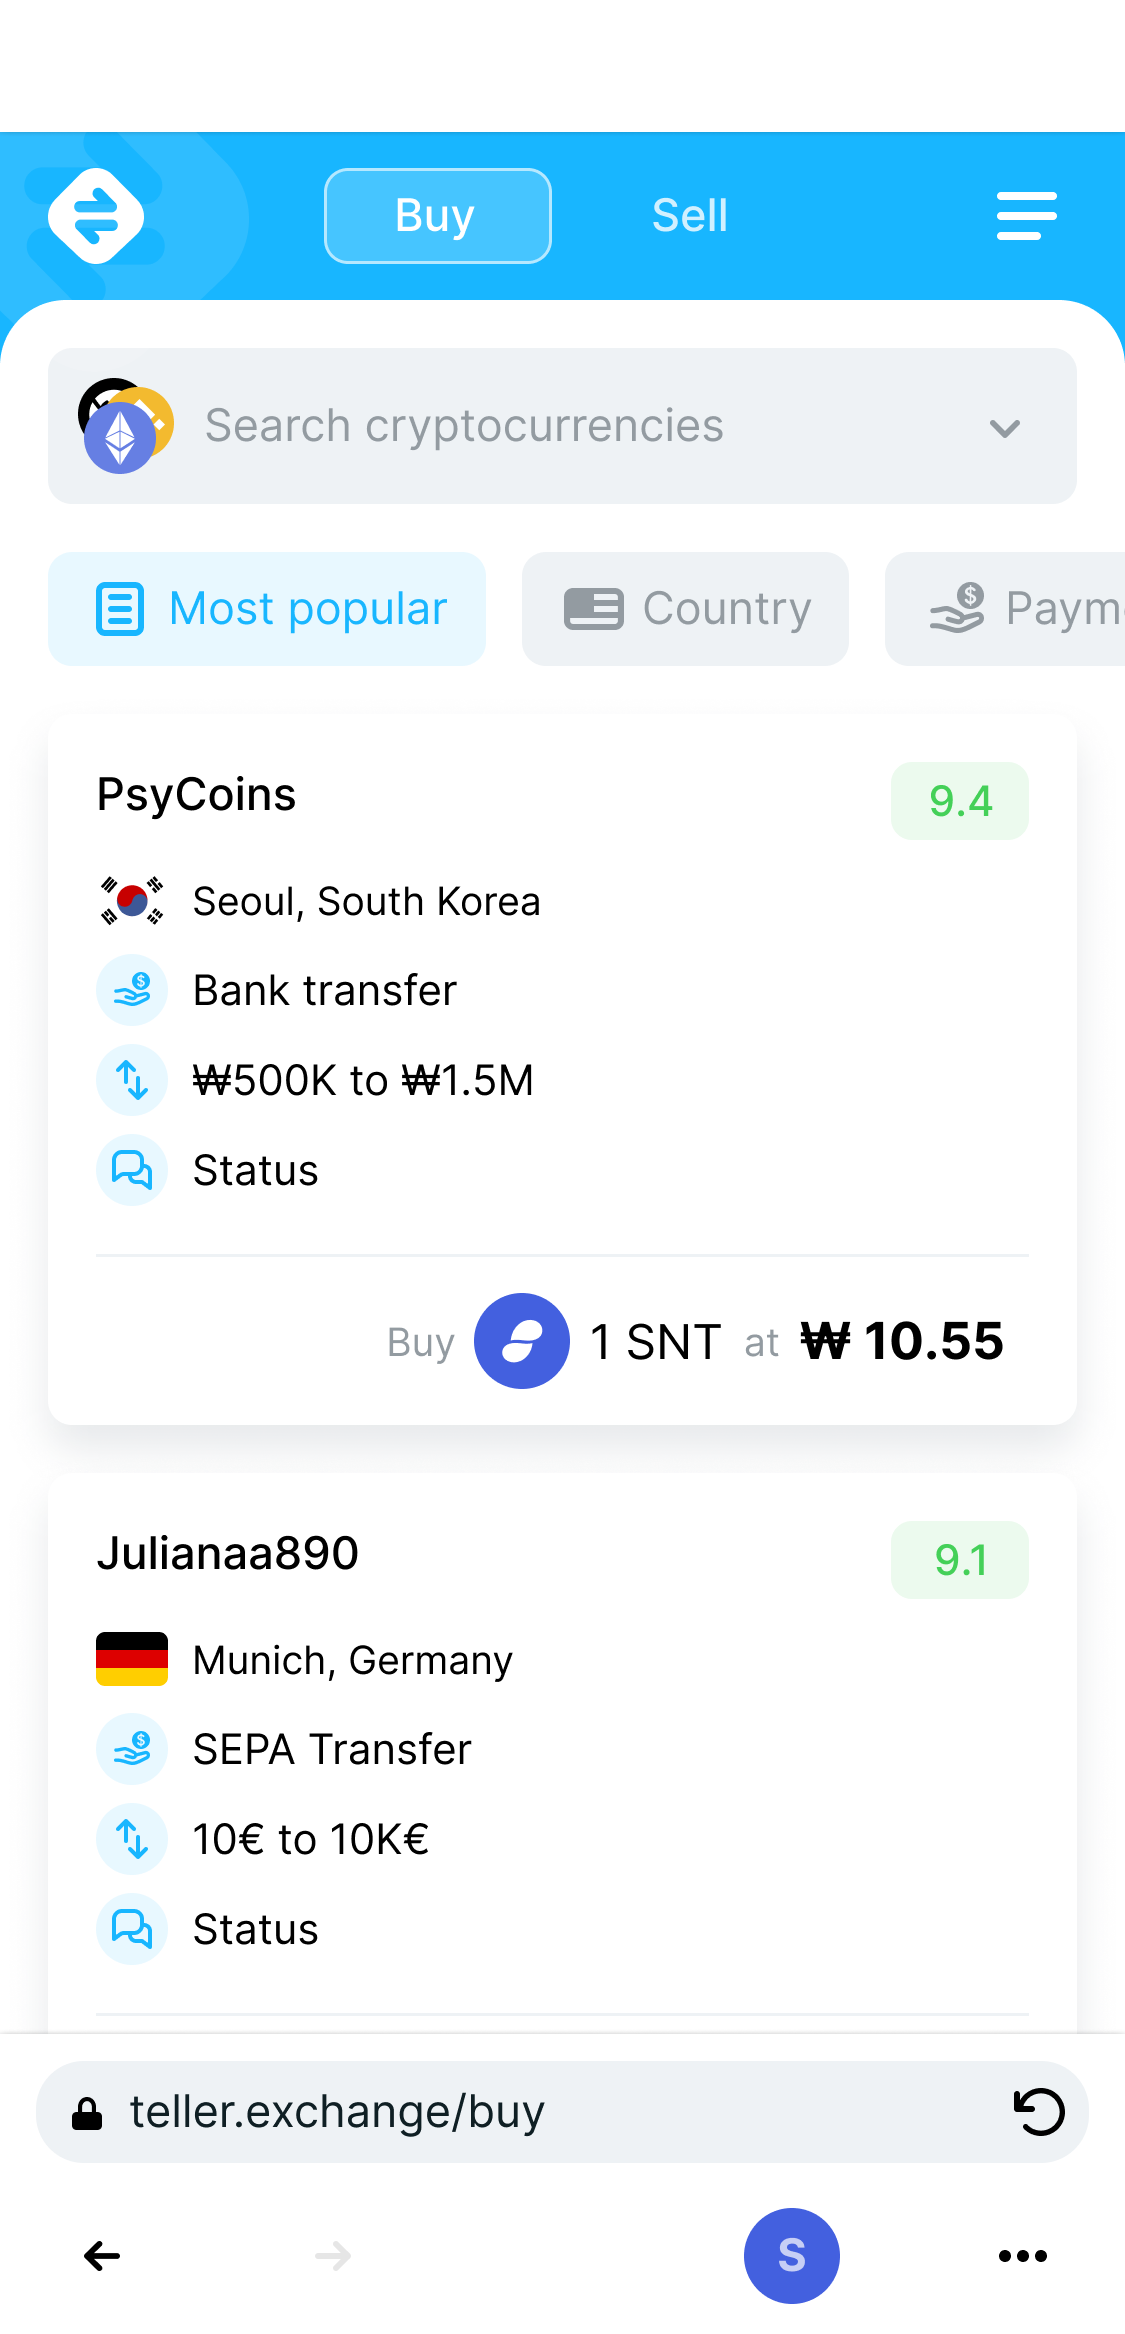 Buy
Sell
Search cryptocurrencies
Most popular
Country
Paym
PsyCoins
9.4
Seoul, South Korea
Bank transfer
₩500K to ₩1.5M
Status
Buy 1 SNT at ₩ 10.55
Julianaa890
9.1
Munich, Germany
SEPA Transfer
10€ to 10K€
Status
teller.exchange/buy
S